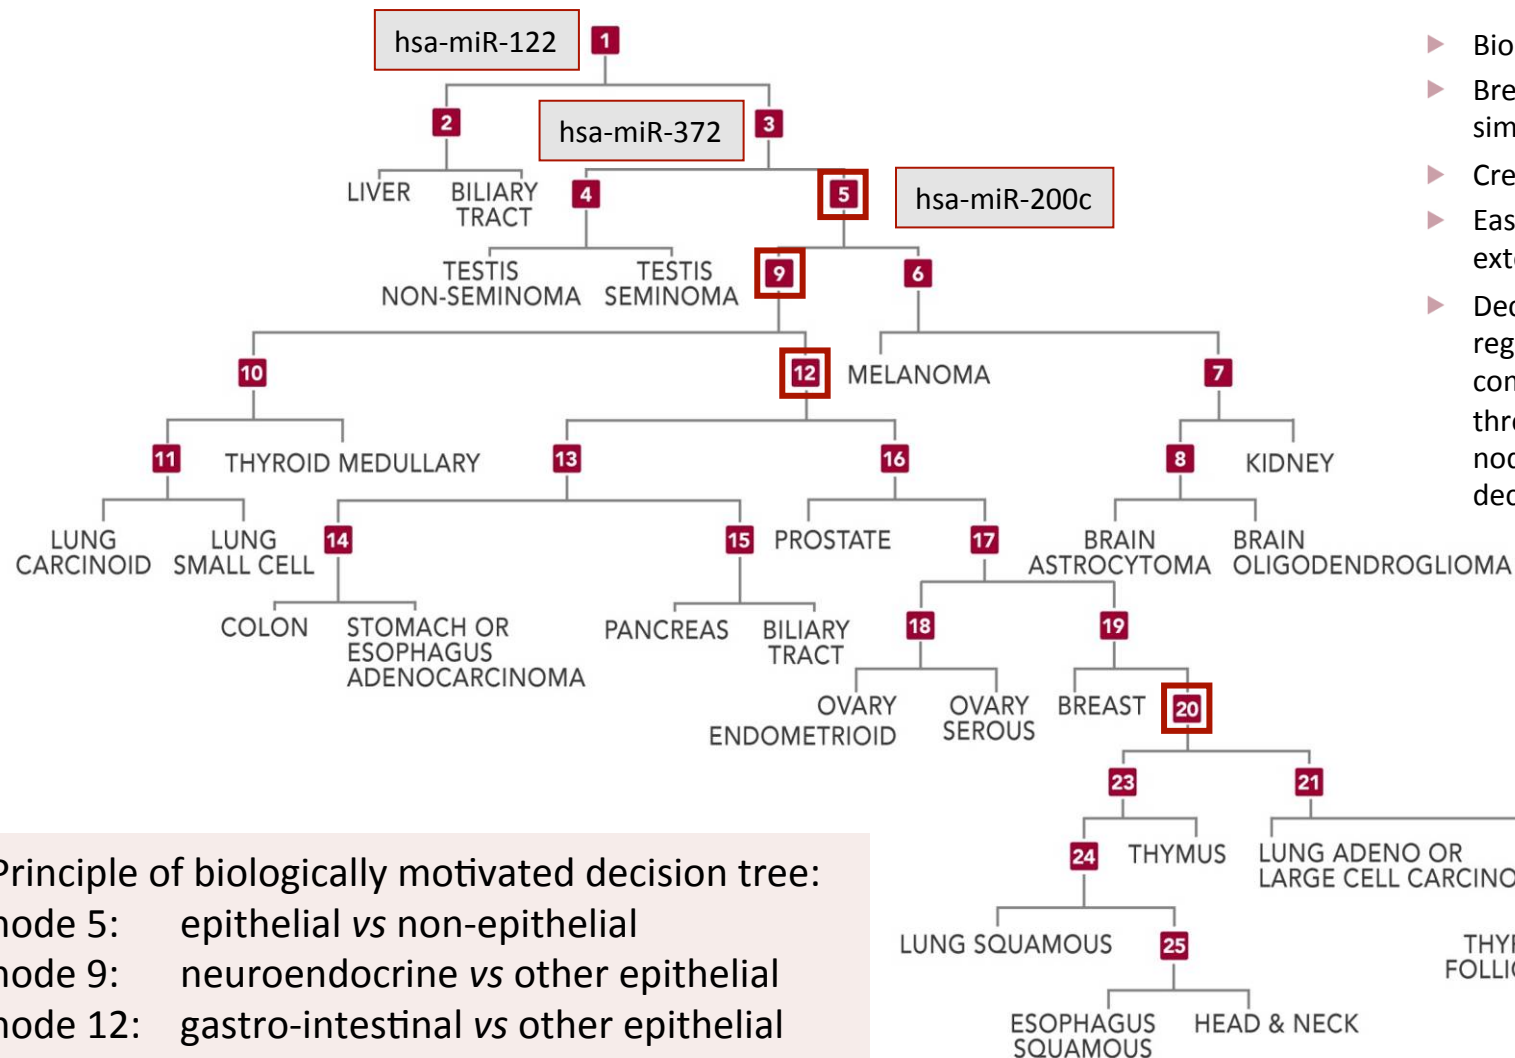 hsa-miR-122
1
2
hsa-miR-372
3
LIVER
BILIARY
TRACT
4
5
hsa-miR-200c
TESTIS
NON-SEMINOMA
TESTIS
SEMINOMA
9
6
10
12
MELANOMA
7
11
THYROID MEDULLARY
13
16
8
KIDNEY
LUNG
CARCINOID
LUNG
SMALL CELL
14
15
PROSTATE
17
BRAIN
ASTROCYTOMA
BRAIN
OLIGODENDROGLIOMA
COLON
STOMACH OR
ESOPHAGUS
ADENOCARCINOMA
PANCREAS
BILIARY
TRACT
18
19
OVARY
ENDOMETRIOID
OVARY
SEROUS
BREAST
20
23
21
24
THYMUS
LUNG ADENO OR
LARGE CELL
LUNG SQUAMOUS
25
ESOPHAGUS
SQUAMOUS
HEAD & NECK
Principle of biologically motivated decision tree:
node 5: epithelial vs non-epithelial
node 9: neuroendocrine vs other epithelial
node 12: gastro-intestinal vs other epithelial